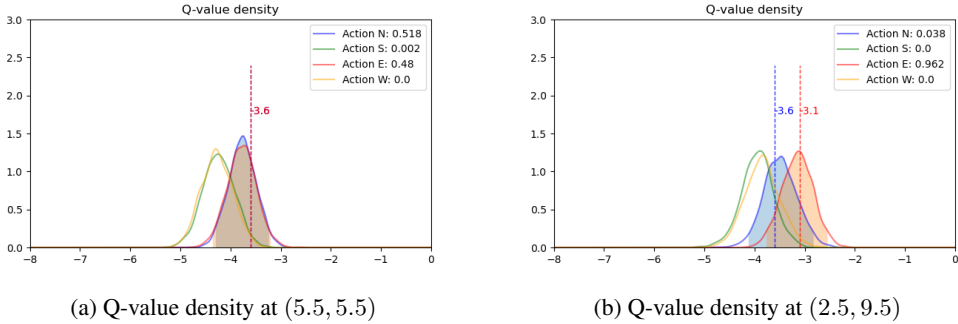 Q-value density
3.0
2.5
2.0
1.5
1.0
0.5
0.0
Action N: 0.518
Action S: 0.002
Action E: 0.48
Action W: 0.0
-3.6
−8 −7 −6 −5 −4 −3 −2 −1 0
(a) Q-value density at (5.5, 5.5)
Q-value density
3.0
2.5
2.0
1.5
1.0
0.5
0.0
Action N: 0.038
Action S: 0.0
Action E: 0.962
Action W: 0.0
-3.6 -3.1
−8 −7 −6 −5 −4 −3 −2 −1 0
(b) Q-value density at (2.5, 9.5)